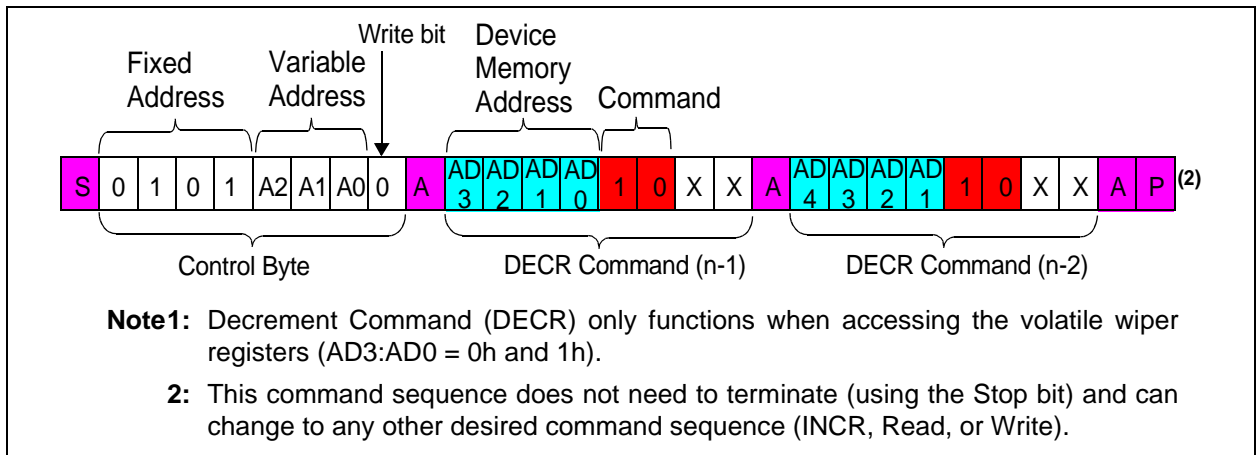 Write bit
Device
Memory
Address
Fixed
Address
Variable
Address
Command
S 0 1 0 1 A2 A1 A0 0 A AD3 AD2 AD1 AD0 1 0 X X A AD4 AD3 AD2 AD1 1 0 X X A P (2)
Control Byte
DECR Command (n-1)
DECR Command (n-2)
Note1: Decrement Command (DECR) only functions when accessing the volatile wiper
registers (AD3:AD0 = 0h and 1h).
2: This command sequence does not need to terminate (using the Stop bit) and can
change to any other desired command sequence (INCR, Read, or Write).